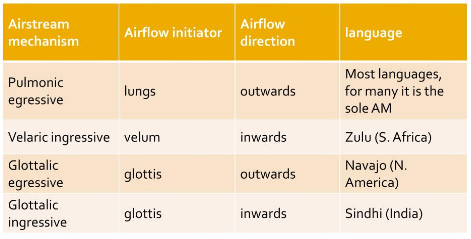 Airstream mechanism | Airflow initiator | Airflow direction | language
Pulmonic egressive | lungs | outwards | Most languages, for many it is the sole AM
Velaric ingressive | velum | inwards | Zulu (S. Africa)
Glottalic egressive | glottis | outwards | Navajo (N. America)
Glottalic ingressive | glottis | inwards | Sindhi (India)